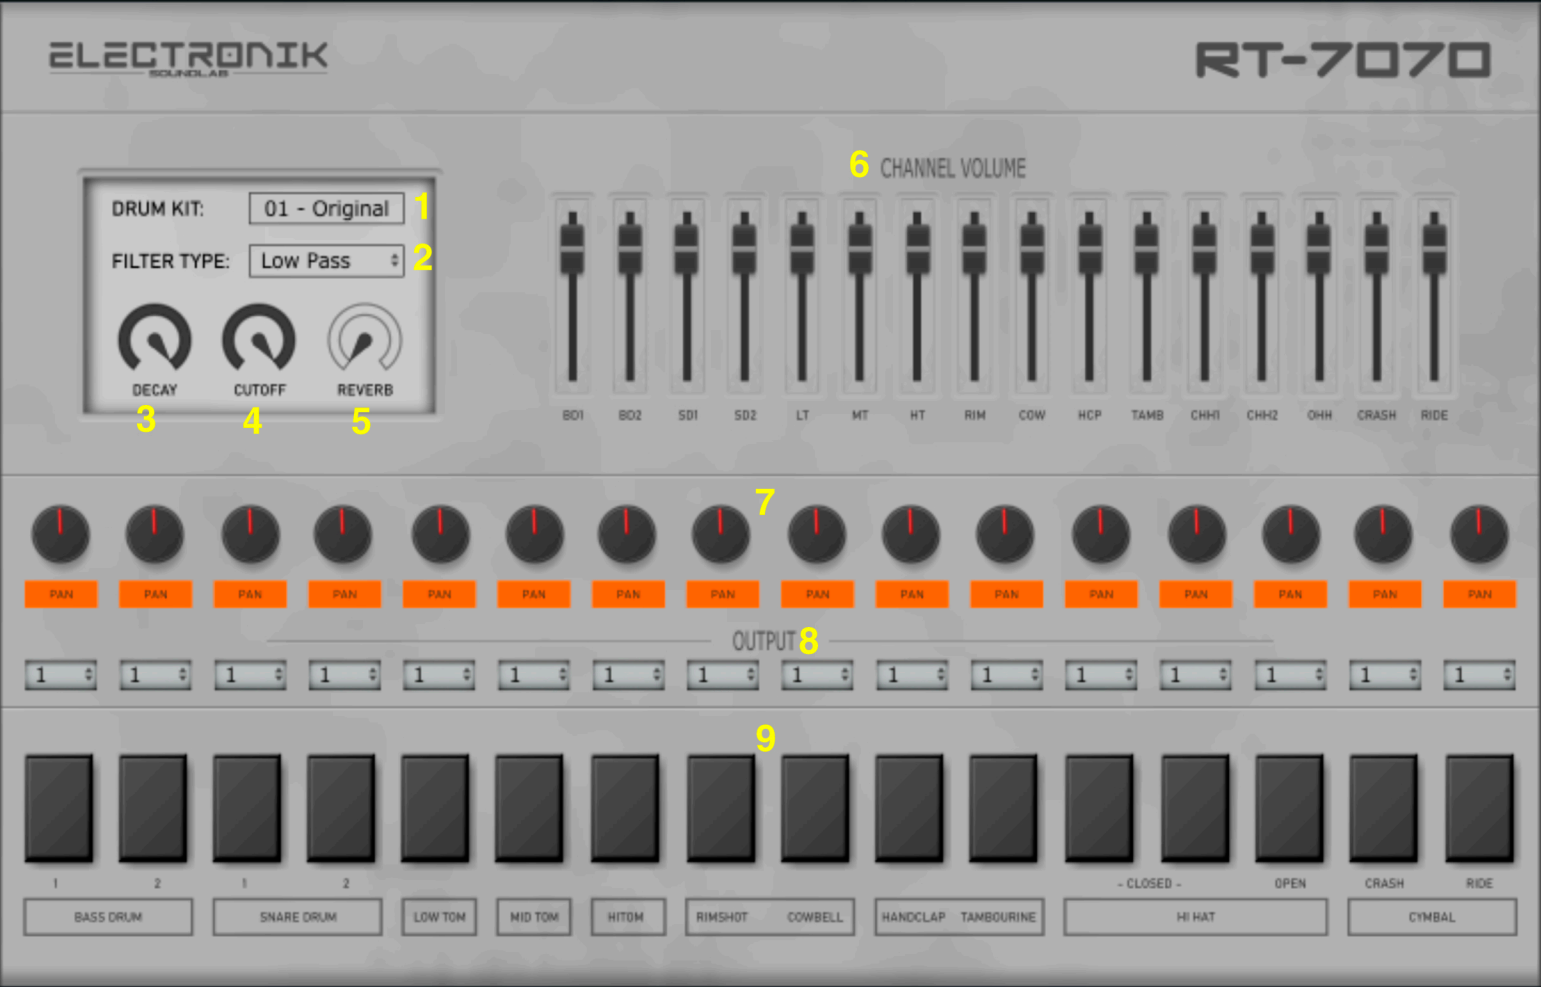 ELECTRONIK
SOUNDLAB
RT-7070
6 CHANNEL VOLUME
DRUM KIT: 01 - Original 1
FILTER TYPE: Low Pass 2
DECAY CUTOFF REVERB
3 4 5
BD1 BD2 SD1 SD2 LT MT HT RIM COW HCP TAMB CHH1 CHH2 OHH CRASH RIDE
7
PAN PAN PAN PAN PAN PAN PAN PAN PAN PAN PAN PAN PAN PAN PAN PAN
OUTPUT 8
1 1 1 1 1 1 1 1 1 1 1 1 1 1 1 1
9
1 2 1 2 - CLOSED - OPEN CRASH RIDE
BASS DRUM SNARE DRUM LOW TOM MID TOM HITOM RIMSHOT COWBELL HANDCLAP TAMBOURINE HI HAT CYMBAL